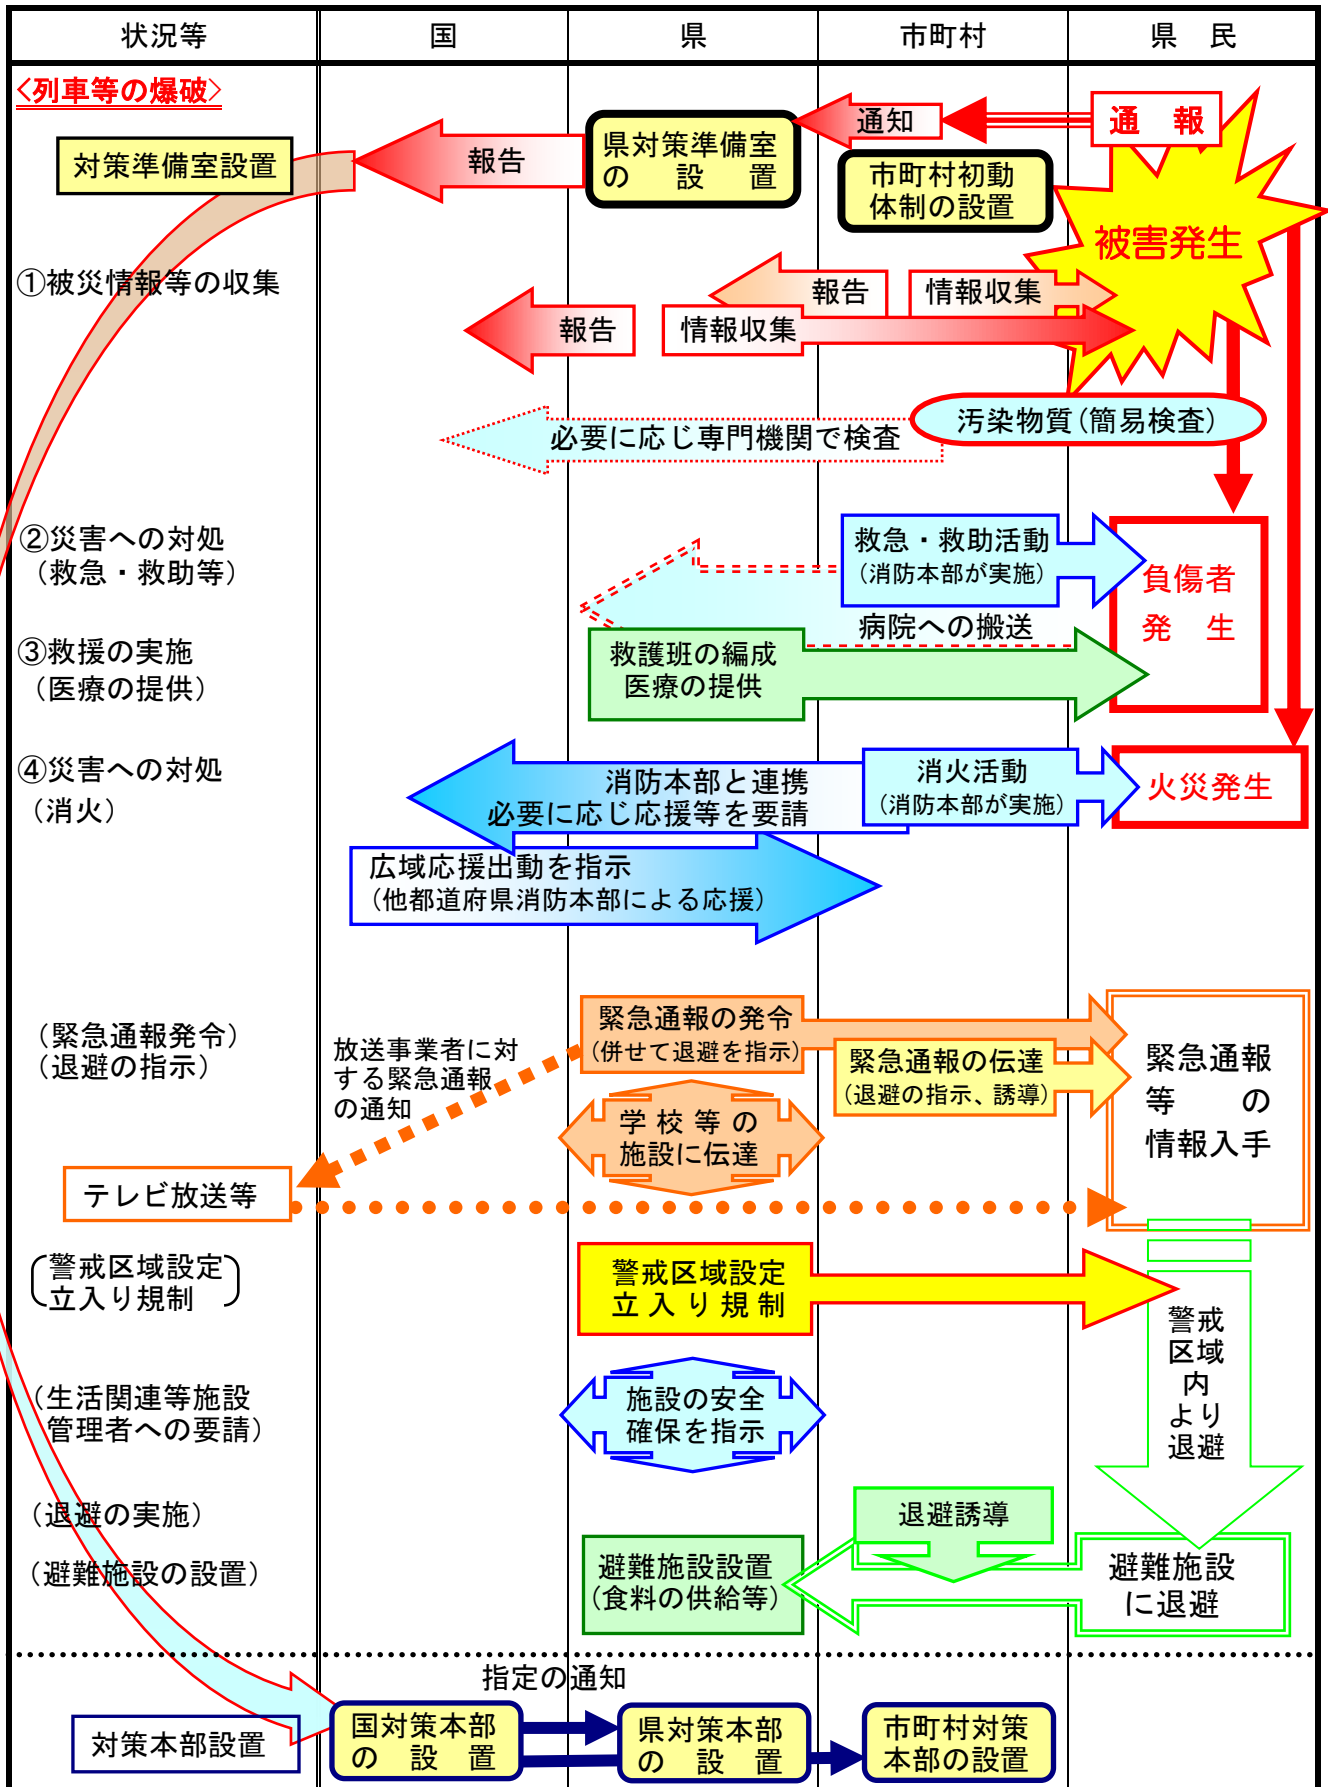 状況等
国
県
市町村
県　民
<列車等の爆破>
対策準備室設置
報告
県対策準備室
の　設　置
通知
通　報
市町村初動
体制の設置
被害発生
①被災情報等の収集
報告
情報収集
報告
情報収集
汚染物質(簡易検査)
必要に応じ専門機関で検査
②災害への対処
（救急・救助等）
救急・救助活動
（消防本部が実施）
負傷者
発　生
病院への搬送
③救援の実施
（医療の提供）
救護班の編成
医療の提供
④災害への対処
（消火）
消防本部と連携
必要に応じ応援等を要請
消火活動
（消防本部が実施）
火災発生
広域応援出動を指示
（他都道府県消防本部による応援）
（緊急通報発令）
（退避の指示）
放送事業者に対
する緊急通報
の通知
緊急通報の発令
（併せて退避を指示）
緊急通報の伝達
（退避の指示、誘導）
緊急通報
等　の
情報入手
学校等の
施設に伝達
テレビ放送等
警戒区域設定
立入り規制
警戒区域設定
立入り規制
警戒
区域
内
より
退避
（生活関連等施設
管理者への要請）
施設の安全
確保を指示
（退避の実施）
退避誘導
（避難施設の設置）
避難施設設置
（食料の供給等）
避難施設
に退避
指定の通知
対策本部設置
国対策本部
の　設　置
県対策本部
の　設　置
市町村対策
本部の設置